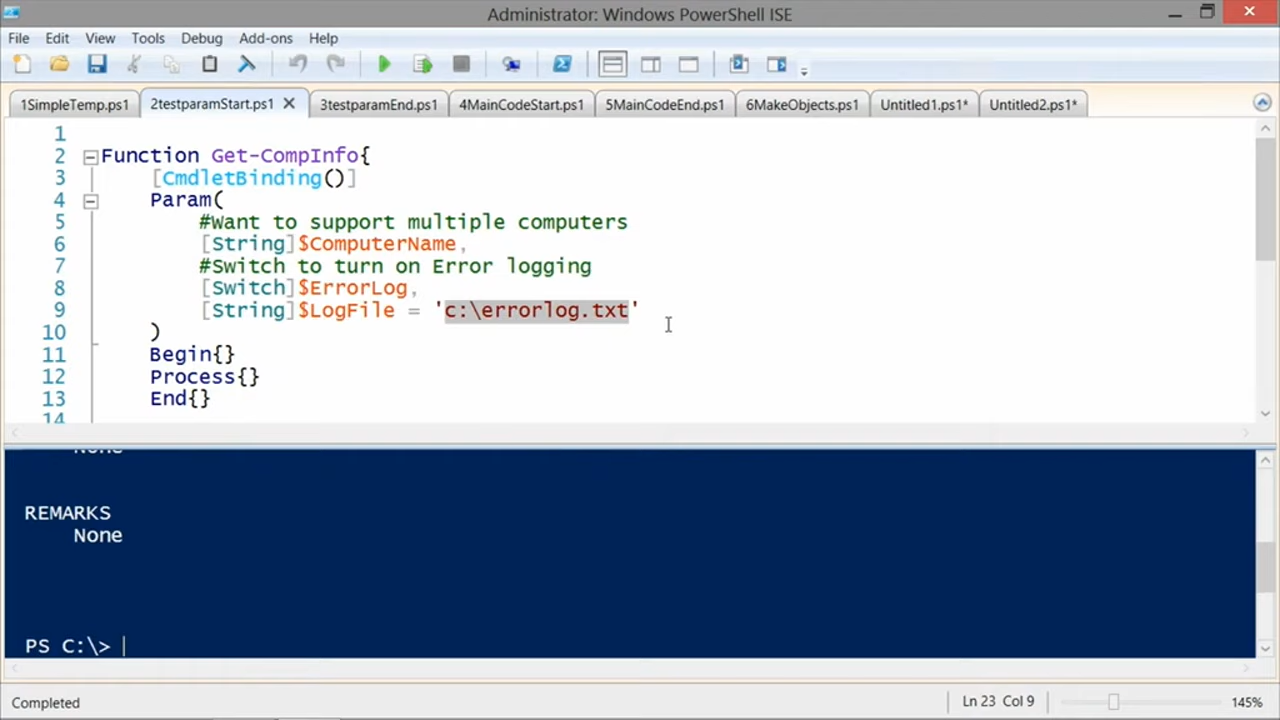 Administrator: Windows PowerShell ISE
File Edit View Tools Debug Add-ons Help
1SimpleTemp.ps1 2testparamStart.ps1 3testparamEnd.ps1 4MainCodeStart.ps1 5MainCodeEnd.ps1 6MakeObjects.ps1 Untitled1.ps1* Untitled2.ps1*
1
2 Function Get-CompInfo{
3 [CmdletBinding()]
4 Param(
5 #Want to support multiple computers
6 [String]$ComputerName,
7 #Switch to turn on Error logging
8 [Switch]$ErrorLog,
9 [String]$LogFile = 'c:\errorlog.txt'
10 )
11 Begin{}
12 Process{}
13 End{}
14
None
REMARKS
None
PS C:\>
Completed Ln 23 Col 9 145%